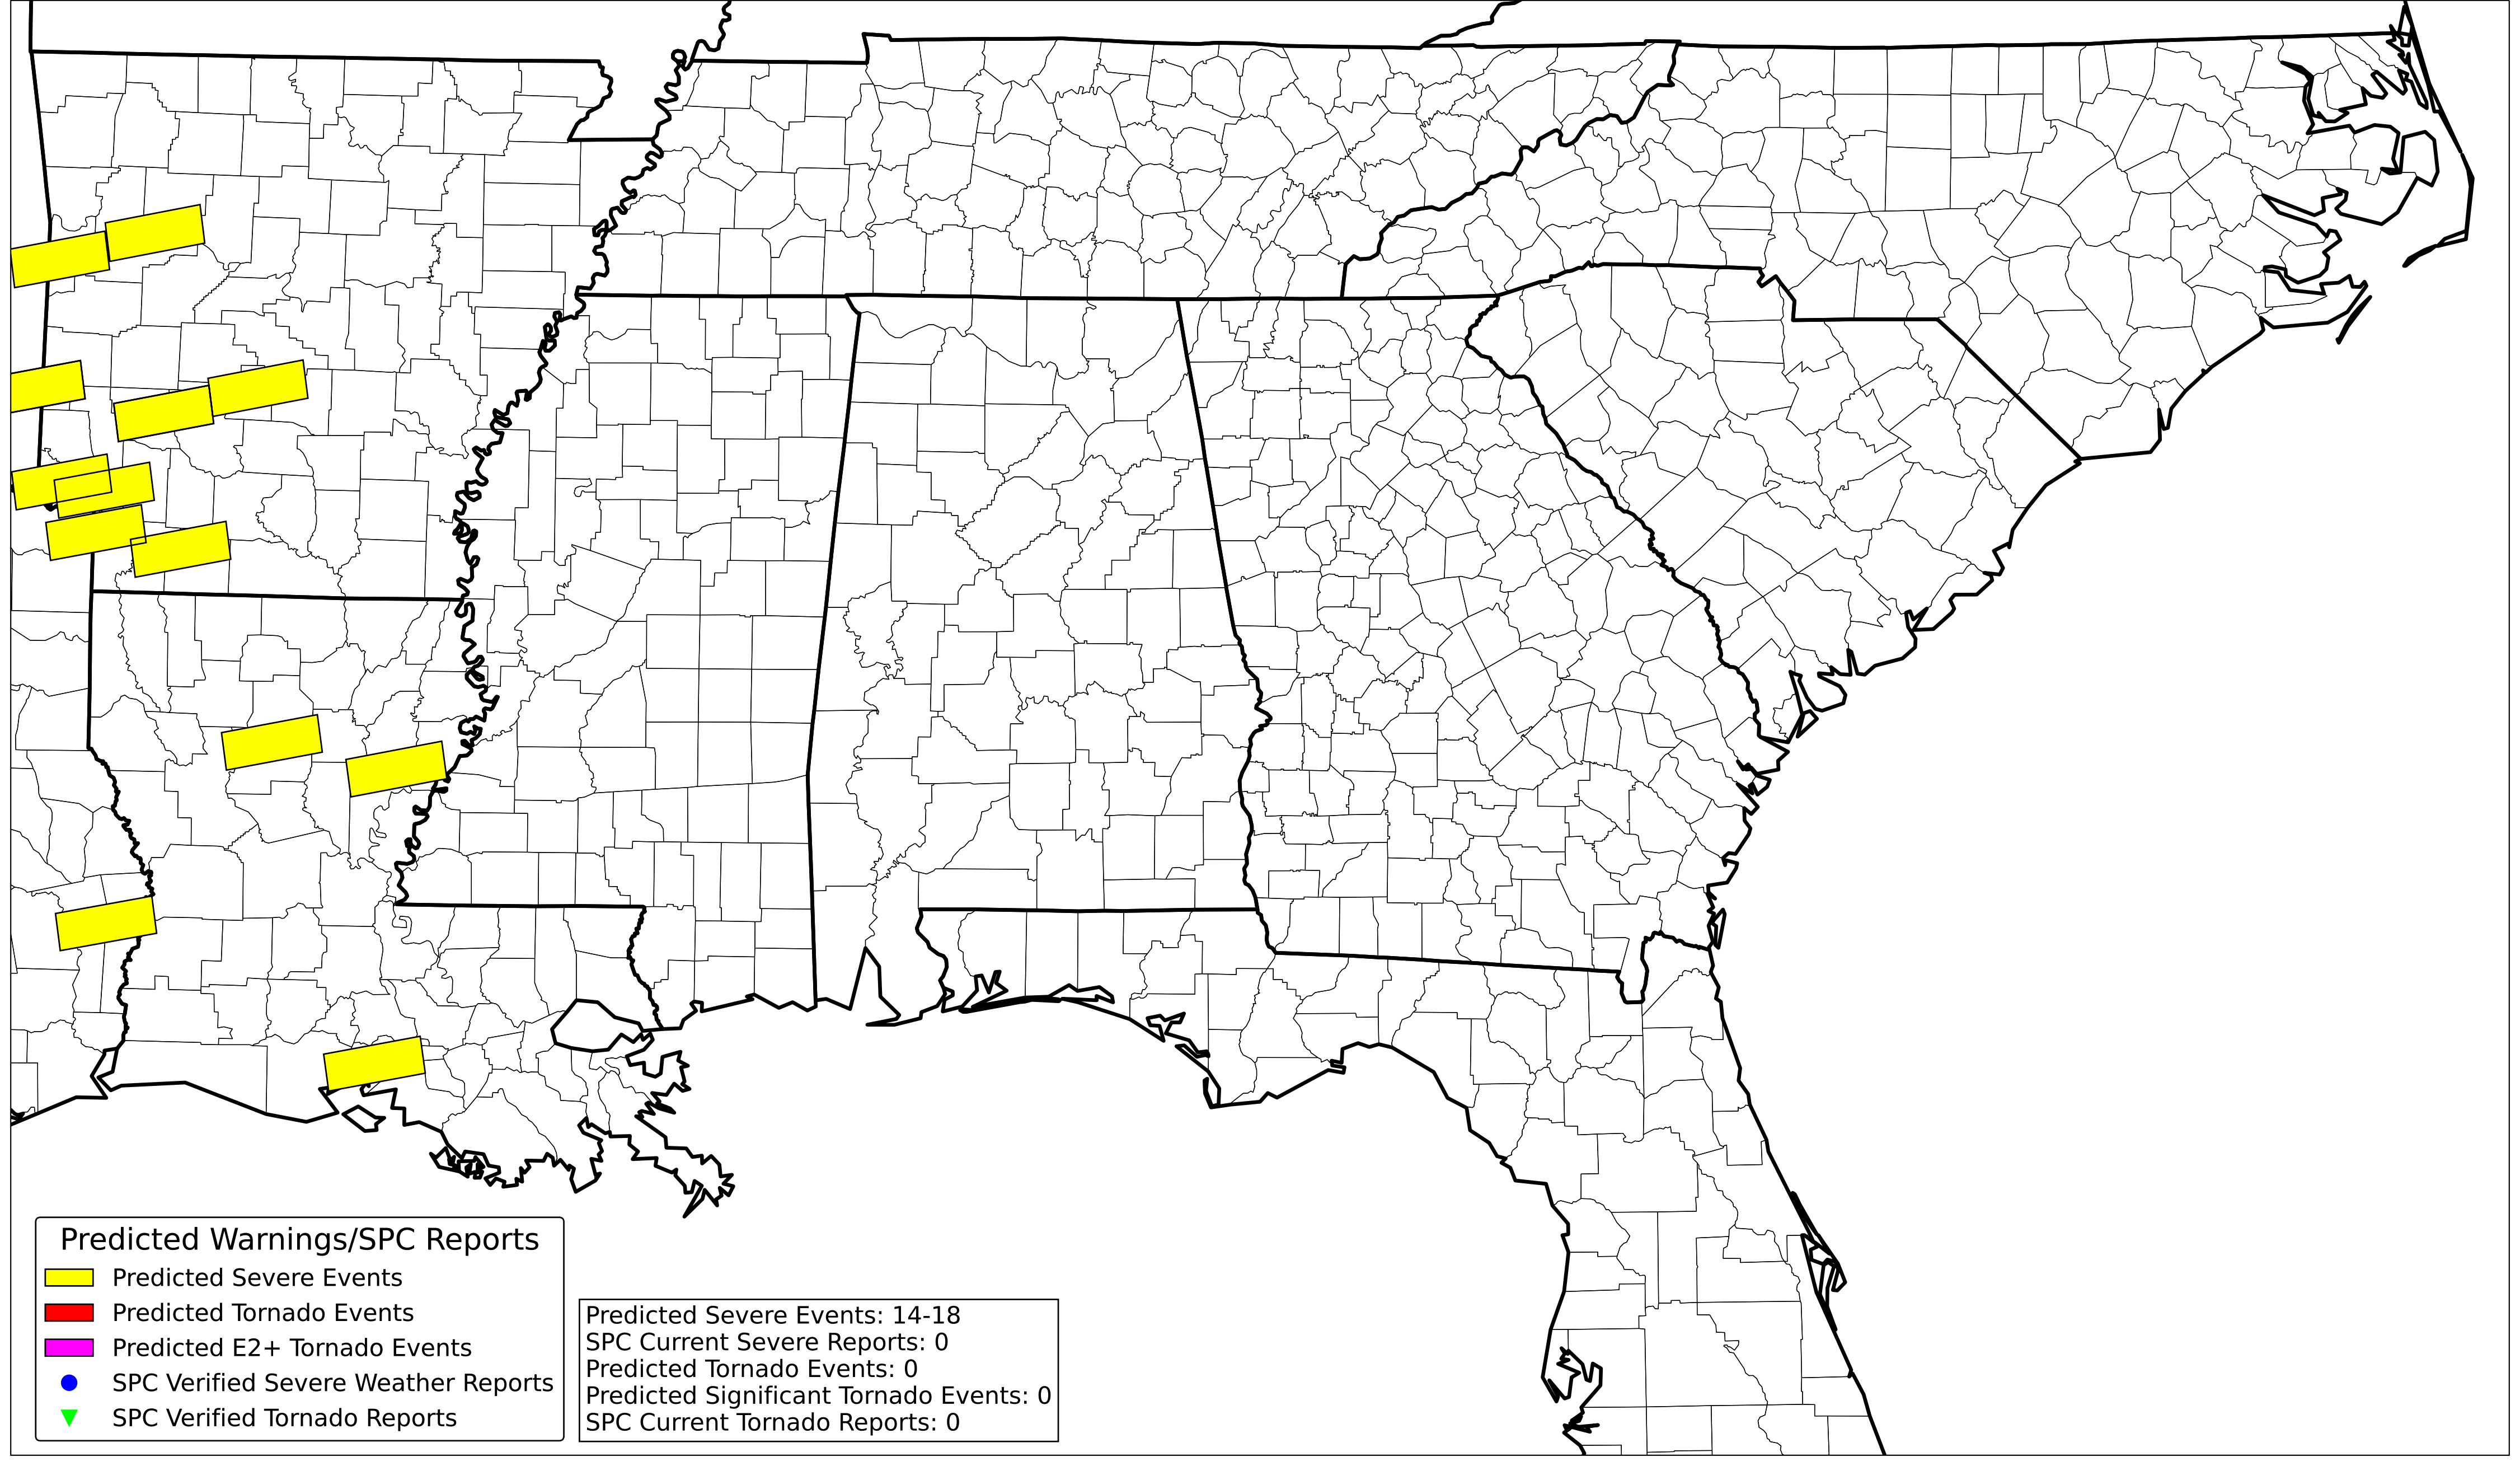 Predicted Warnings/SPC Reports
Predicted Severe Events
Predicted Tornado Events
Predicted E2+ Tornado Events
SPC Verified Severe Weather Reports
SPC Verified Tornado Reports
Predicted Severe Events: 14-18
SPC Current Severe Reports: 0
Predicted Tornado Events: 0
Predicted Significant Tornado Events: 0
SPC Current Tornado Reports: 0